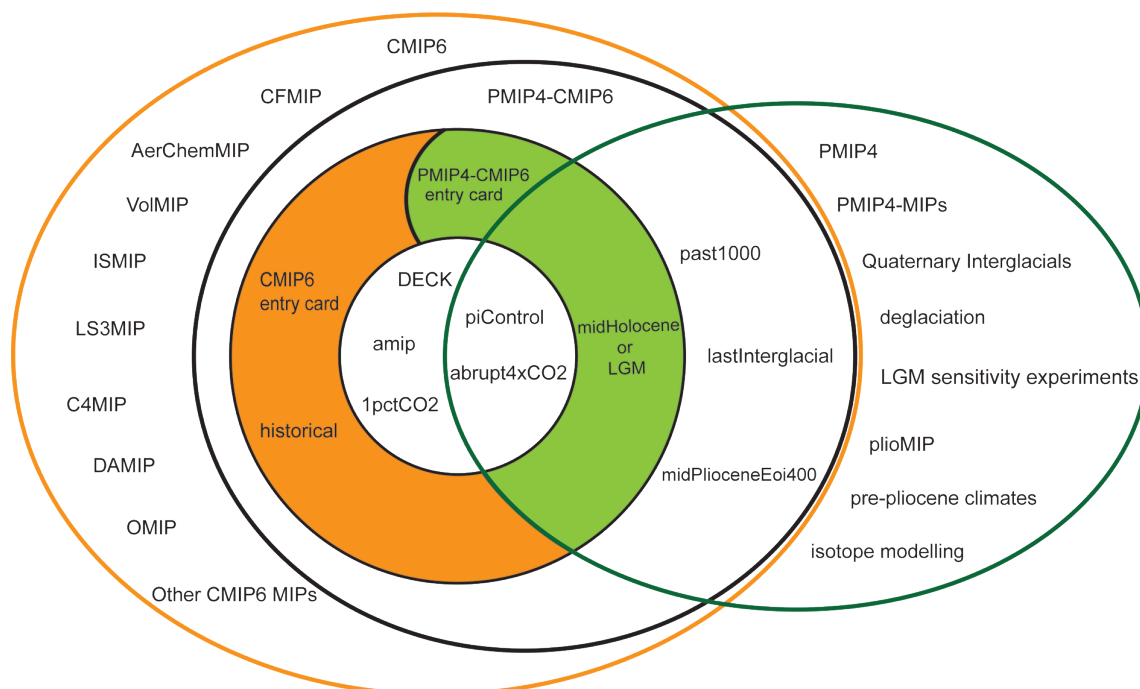 CMIP6
CFMIP
PMIP4-CMIP6
AerChemMIP
PMIP4
PMIP4-CMIP6
entry card
VolMIP
PMIP4-MIPs
past1000
ISMIP
Quaternary Interglacials
CMIP6
entry card
DECK
LS3MIP
piControl
deglaciation
midHolocene
or
LGM
amip
lastInterglacial
abrupt4xCO2
LGM sensitivity experiments
C4MIP
1pctCO2
historical
plioMIP
DAMIP
midPlioceneEoi400
pre-pliocene climates
OMIP
isotope modelling
Other CMIP6 MIPs